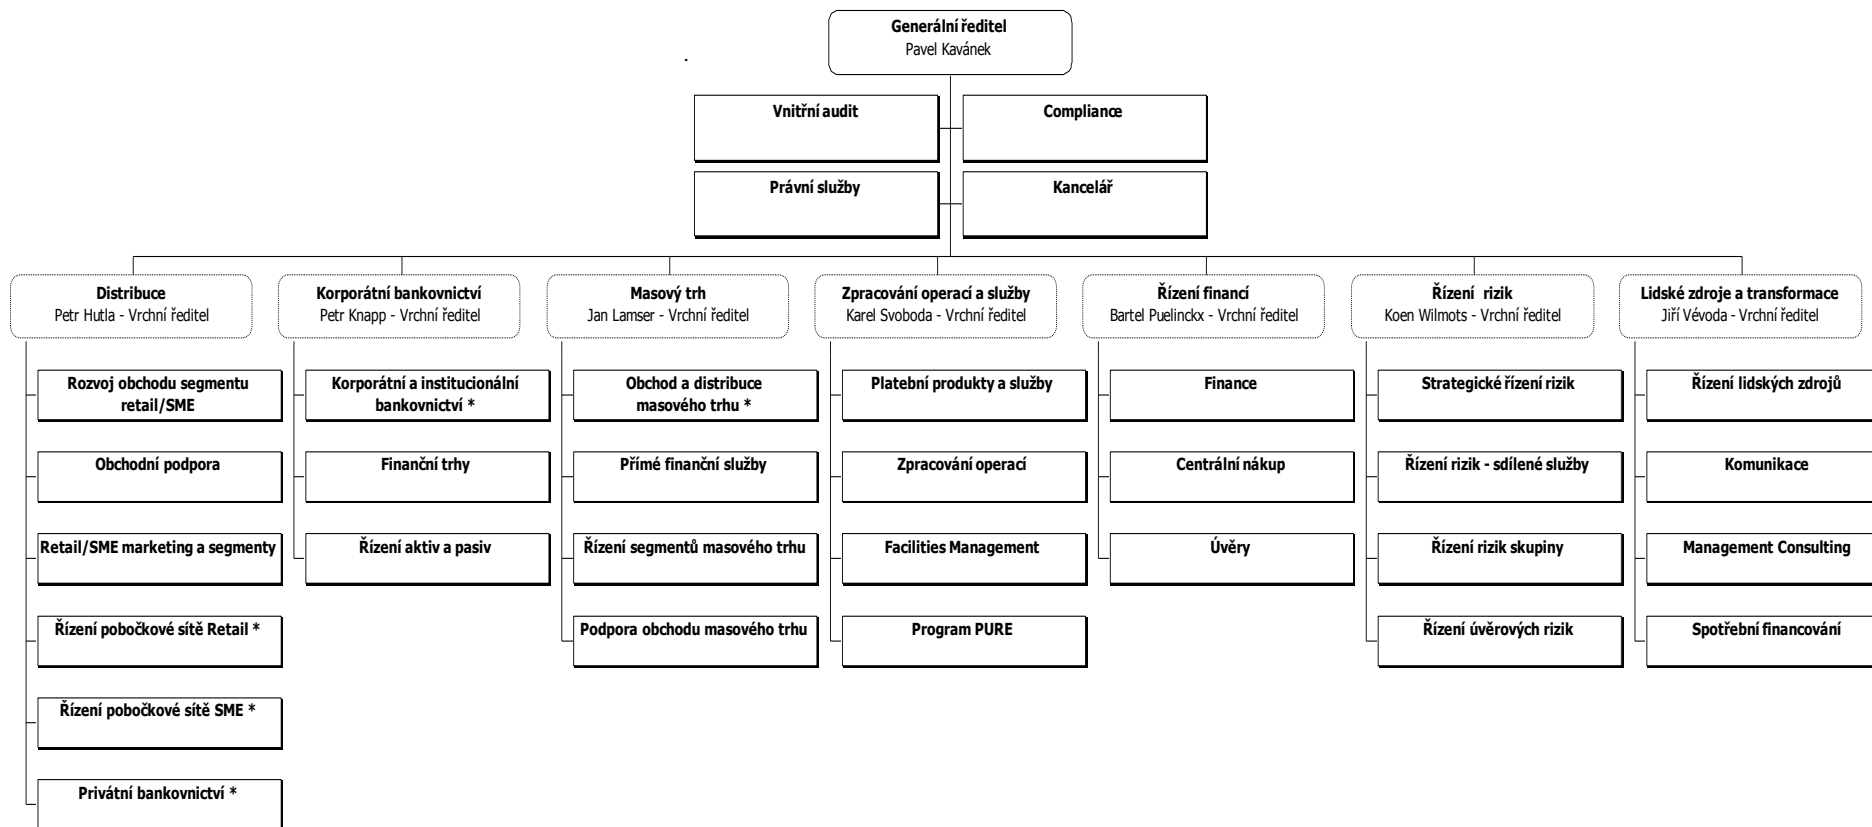 Generální ředitel
Pavel Kavánek
Vnitřní audit
Compliance
Právní služby
Kancelář
Distribuce
Petr Hutla - Vrchní ředitel
Korporátní bankovnictví
Petr Knapp - Vrchní ředitel
Masový trh
Jan Lamser - Vrchní ředitel
Zpracování operací a služby
Karel Svoboda - Vrchní ředitel
Řízení financí
Bartel Puelinckx - Vrchní ředitel
Řízení rizik
Koen Wilmots - Vrchní ředitel
Lidské zdroje a transformace
Jiří Vévoda - Vrchní ředitel
Rozvoj obchodu segmentu
retail/SME
Korporátní a institucionální
bankovnictví *
Obchod a distribuce
masového trhu *
Platební produkty a služby
Finance
Strategické řízení rizik
Řízení lidských zdrojů
Obchodní podpora
Finanční trhy
Přímé finanční služby
Zpracování operací
Centrální nákup
Řízení rizik - sdílené služby
Komunikace
Retail/SME marketing a segmenty
Řízení aktiv a pasiv
Řízení segmentů masového trhu
Facilities Management
Úvěry
Řízení rizik skupiny
Management Consulting
Řízení pobočkové sítě Retail *
Podpora obchodu masového trhu
Program PURE
Řízení úvěrových rizik
Spotřební financování
Řízení pobočkové sítě SME *
Privátní bankovnictví *